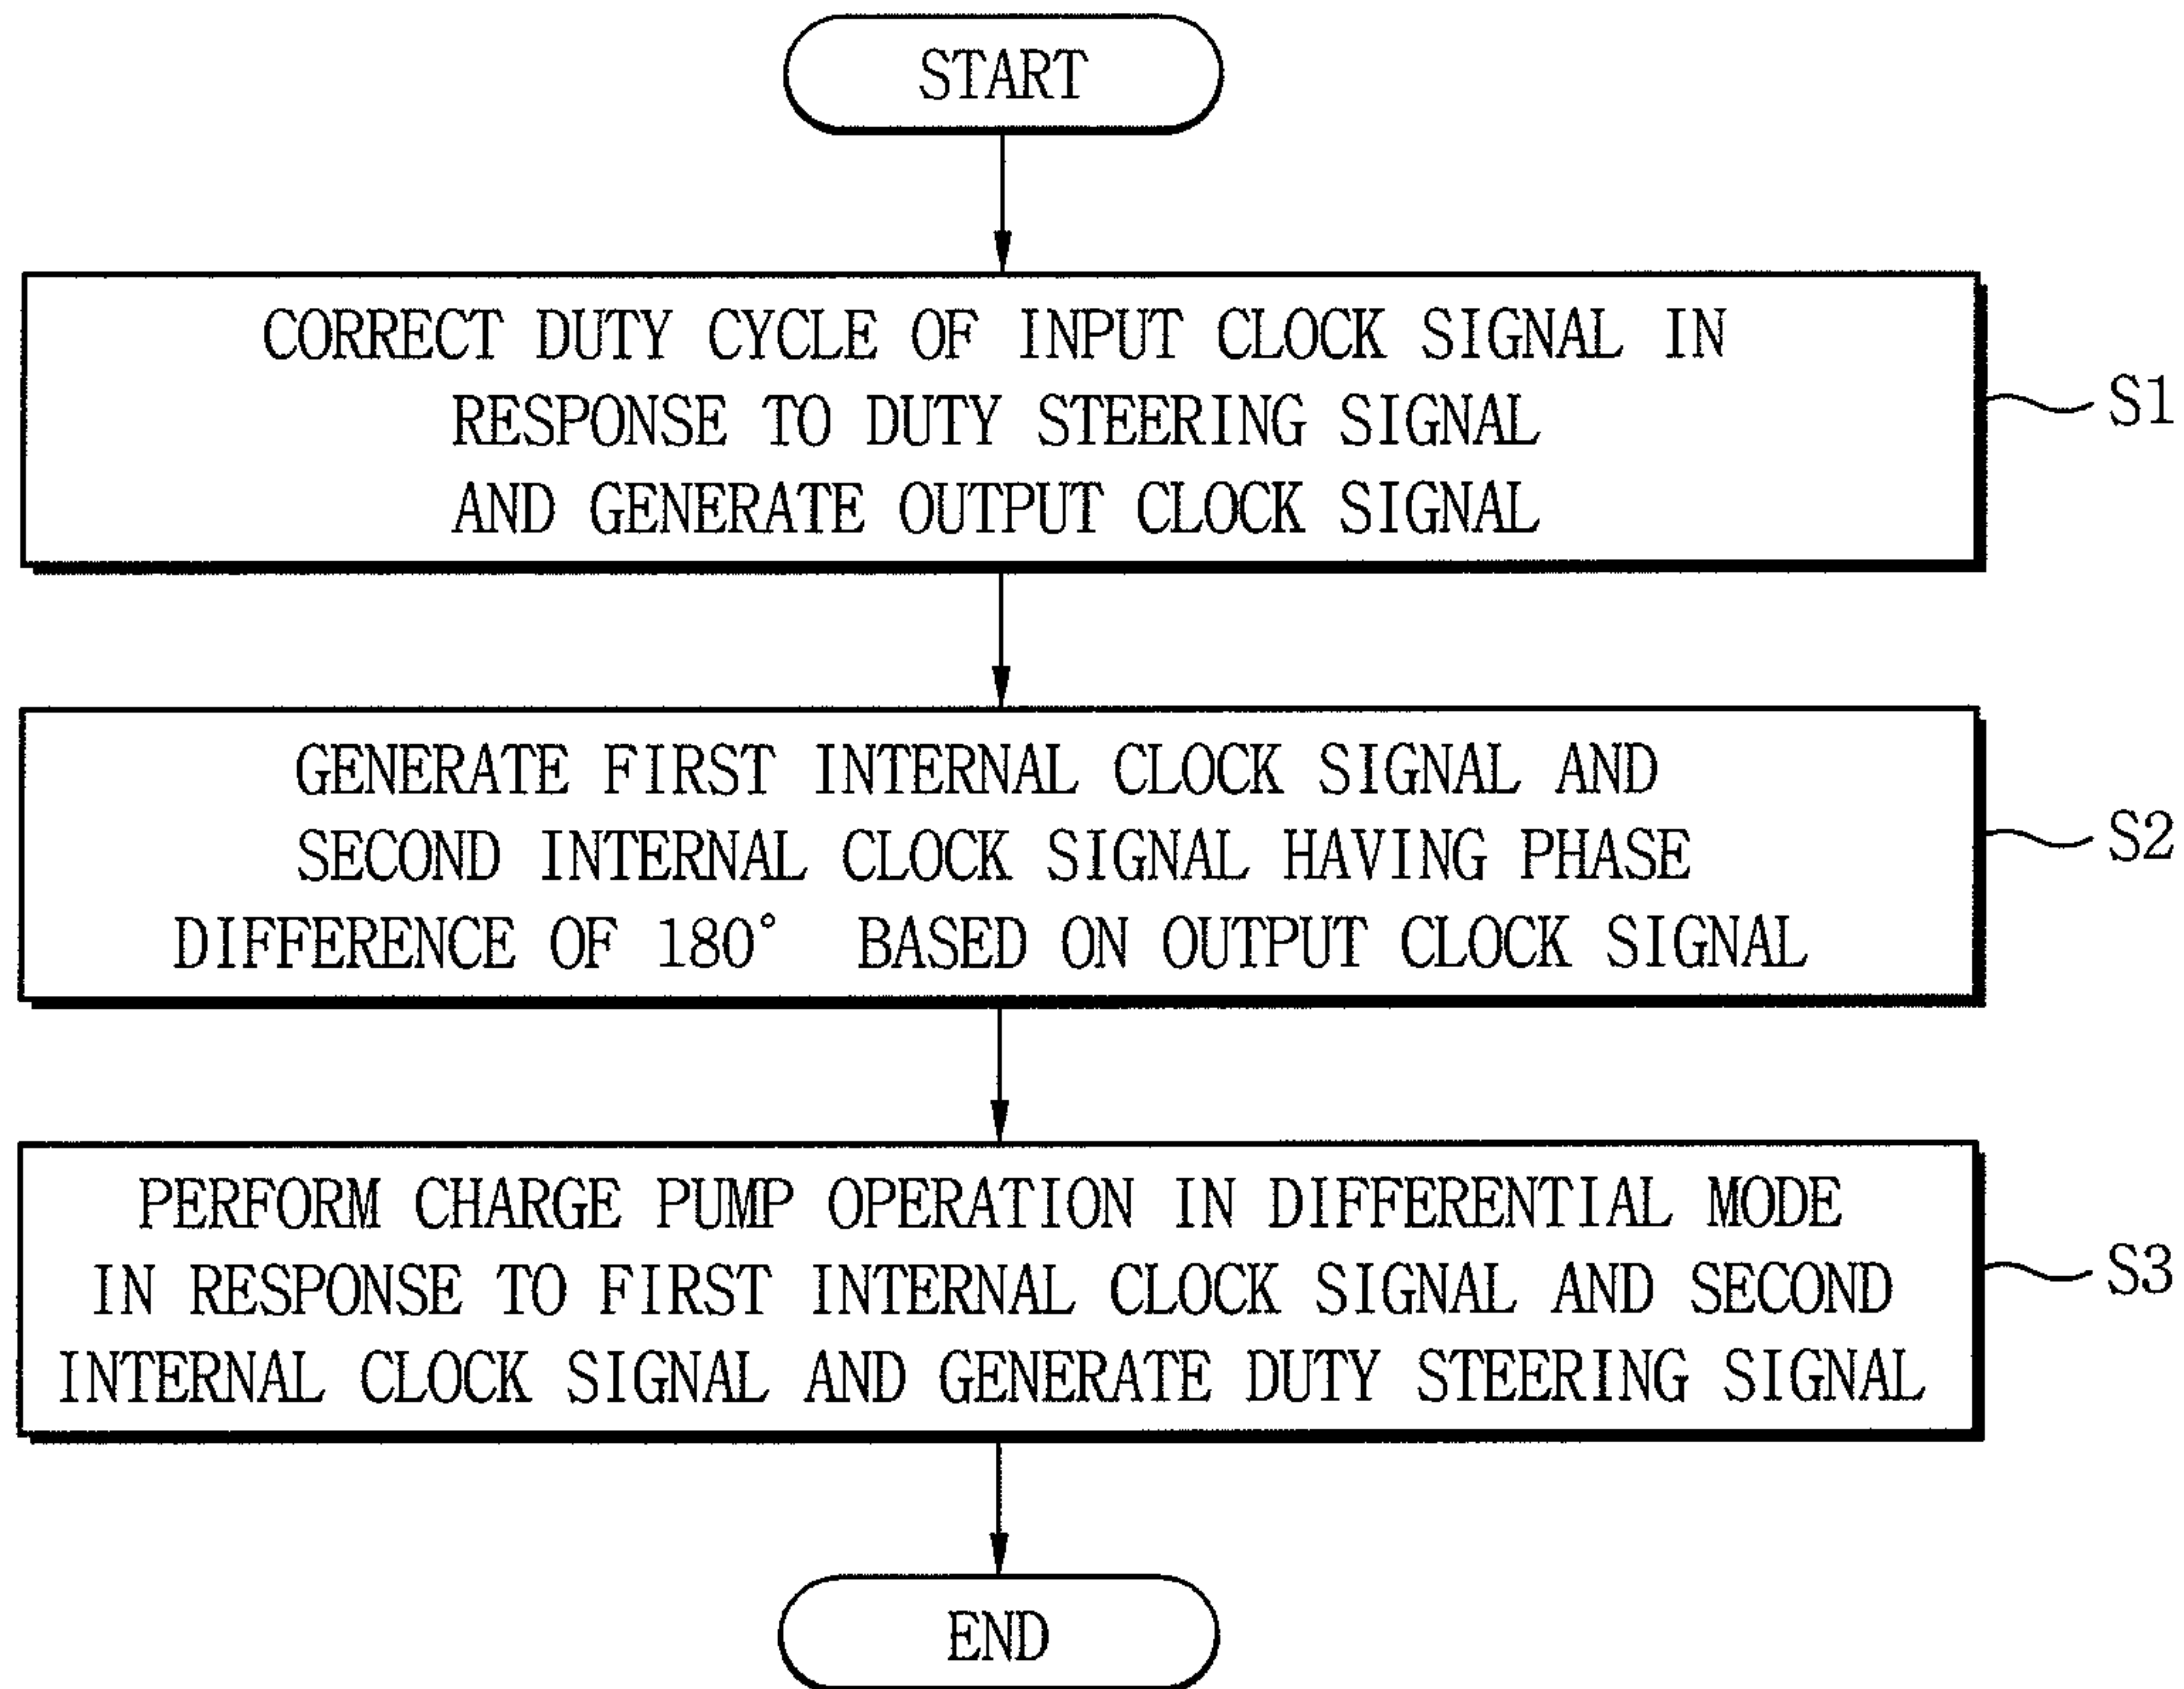 START
CORRECT DUTY CYCLE OF INPUT CLOCK SIGNAL IN
RESPONSE TO DUTY STEERING SIGNAL
AND GENERATE OUTPUT CLOCK SIGNAL
S1
GENERATE FIRST INTERNAL CLOCK SIGNAL AND
SECOND INTERNAL CLOCK SIGNAL HAVING PHASE
DIFFERENCE OF 180° BASED ON OUTPUT CLOCK SIGNAL
S2
PERFORM CHARGE PUMP OPERATION IN DIFFERENTIAL MODE
IN RESPONSE TO FIRST INTERNAL CLOCK SIGNAL AND SECOND
INTERNAL CLOCK SIGNAL AND GENERATE DUTY STEERING SIGNAL
S3
END